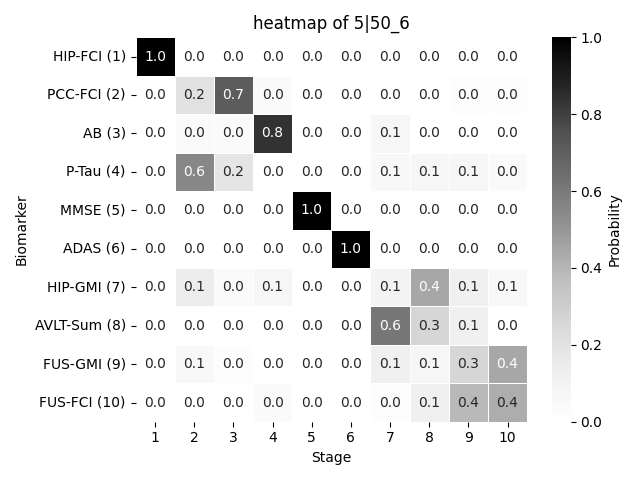 heatmap of 5|50_6
Biomarker
HIP-FCI (1) 1.0 0.0 0.0 0.0 0.0 0.0 0.0 0.0 0.0 0.0
PCC-FCI (2) 0.0 0.2 0.7 0.0 0.0 0.0 0.0 0.0 0.0 0.0
AB (3) 0.0 0.0 0.0 0.8 0.0 0.0 0.1 0.0 0.0 0.0
P-Tau (4) 0.0 0.6 0.2 0.0 0.0 0.0 0.1 0.1 0.1 0.0
MMSE (5) 0.0 0.0 0.0 0.0 1.0 0.0 0.0 0.0 0.0 0.0
ADAS (6) 0.0 0.0 0.0 0.0 0.0 1.0 0.0 0.0 0.0 0.0
HIP-GMI (7) 0.0 0.1 0.0 0.1 0.0 0.0 0.1 0.4 0.1 0.1
AVLT-Sum (8) 0.0 0.0 0.0 0.0 0.0 0.0 0.6 0.3 0.1 0.0
FUS-GMI (9) 0.0 0.1 0.0 0.0 0.0 0.0 0.1 0.1 0.3 0.4
FUS-FCI (10) 0.0 0.0 0.0 0.0 0.0 0.0 0.0 0.1 0.4 0.4
1 2 3 4 5 6 7 8 9 10
Stage
1.0
0.8
0.6
0.4
0.2
0.0
Probability